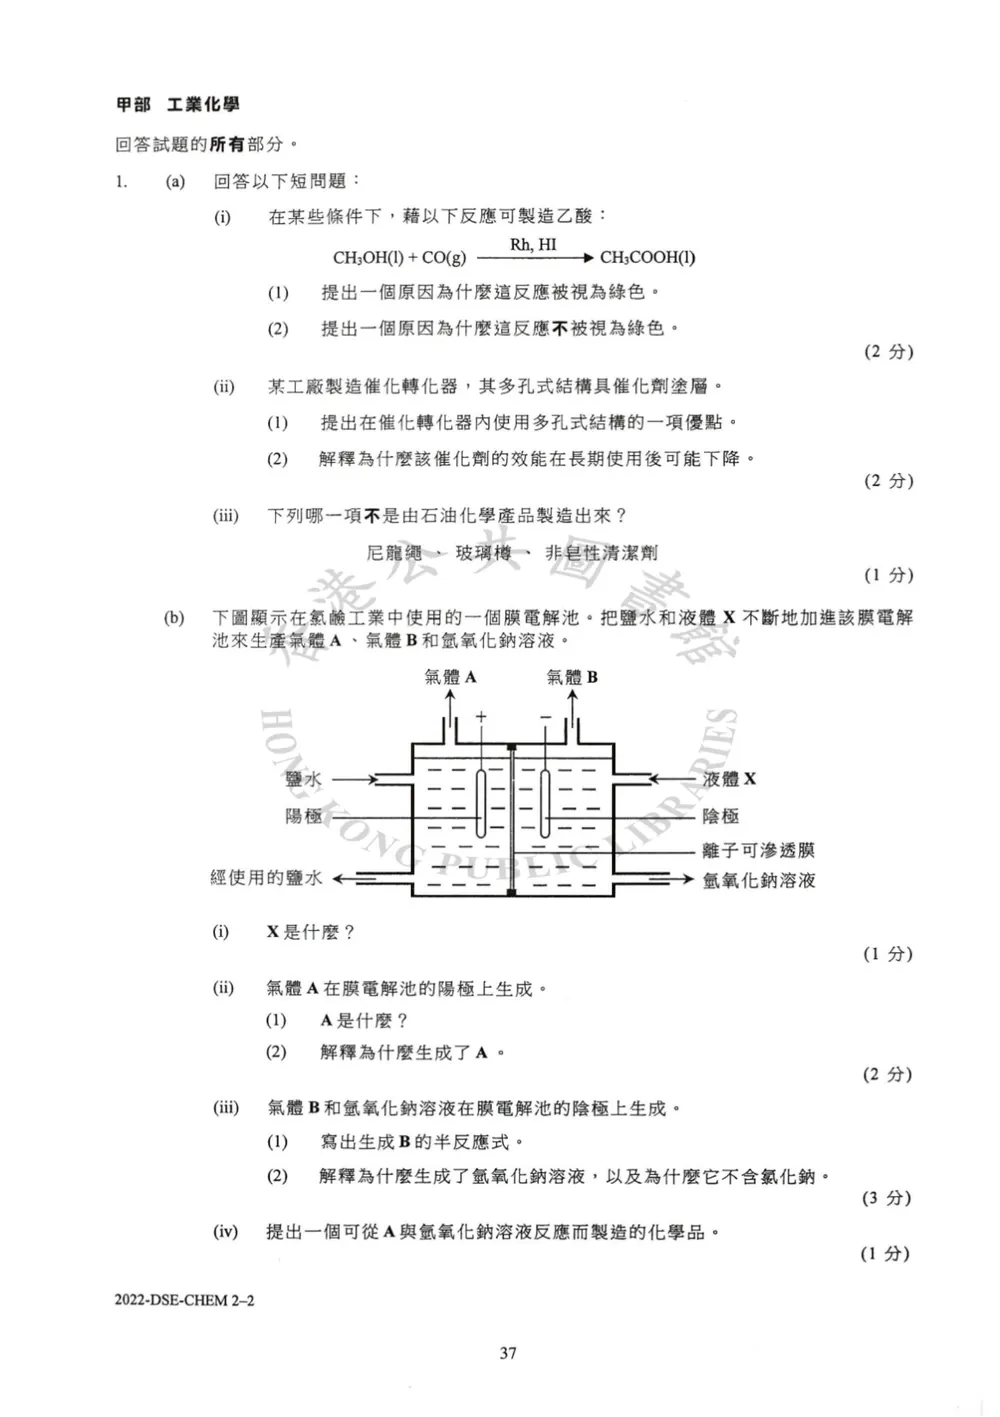 甲部 工業化學
回答試題的所有部分。
1. (a) 回答以下短問題：
(i) 在某些條件下，藉以下反應可製造乙酸：
Rh, HI
CH₃OH(l) + CO(g) ⟶ CH₃COOH(l)
(1) 提出一個原因為什麼這反應被視為綠色。
(2) 提出一個原因為什麼這反應不被視為綠色。
(2 分)
(ii) 某工廠製造催化轉化器，其多孔式結構具催化劑塗層。
(1) 提出在催化轉化器內使用多孔式結構的一項優點。
(2) 解釋為什麼該催化劑的效能在長期使用後可能下降。
(2 分)
(iii) 下列哪一項不是由石油化學產品製造出來？
尼龍繩 、 玻璃樽 、 非皂性清潔劑
(1 分)
(b) 下圖顯示在氯鹼工業中使用的一個膜電解池。把鹽水和液體 X 不斷地加進該膜電解
池來生產氣體 A 、氣體 B 和氫氧化鈉溶液。
氣體 A 氣體 B
+ −
鹽水 液體 X
陽極 陰極
離子可滲透膜
經使用的鹽水 氫氧化鈉溶液
(i) X 是什麼？
(1 分)
(ii) 氣體 A 在膜電解池的陽極上生成。
(1) A 是什麼？
(2) 解釋為什麼生成了 A 。
(2 分)
(iii) 氣體 B 和氫氧化鈉溶液在膜電解池的陰極上生成。
(1) 寫出生成 B 的半反應式。
(2) 解釋為什麼生成了氫氧化鈉溶液，以及為什麼它不含氯化鈉。
(3 分)
(iv) 提出一個可從 A 與氫氧化鈉溶液反應而製造的化學品。
(1 分)
2022-DSE-CHEM 2–2
37
香港公共圖書館
HONG KONG PUBLIC LIBRARIES